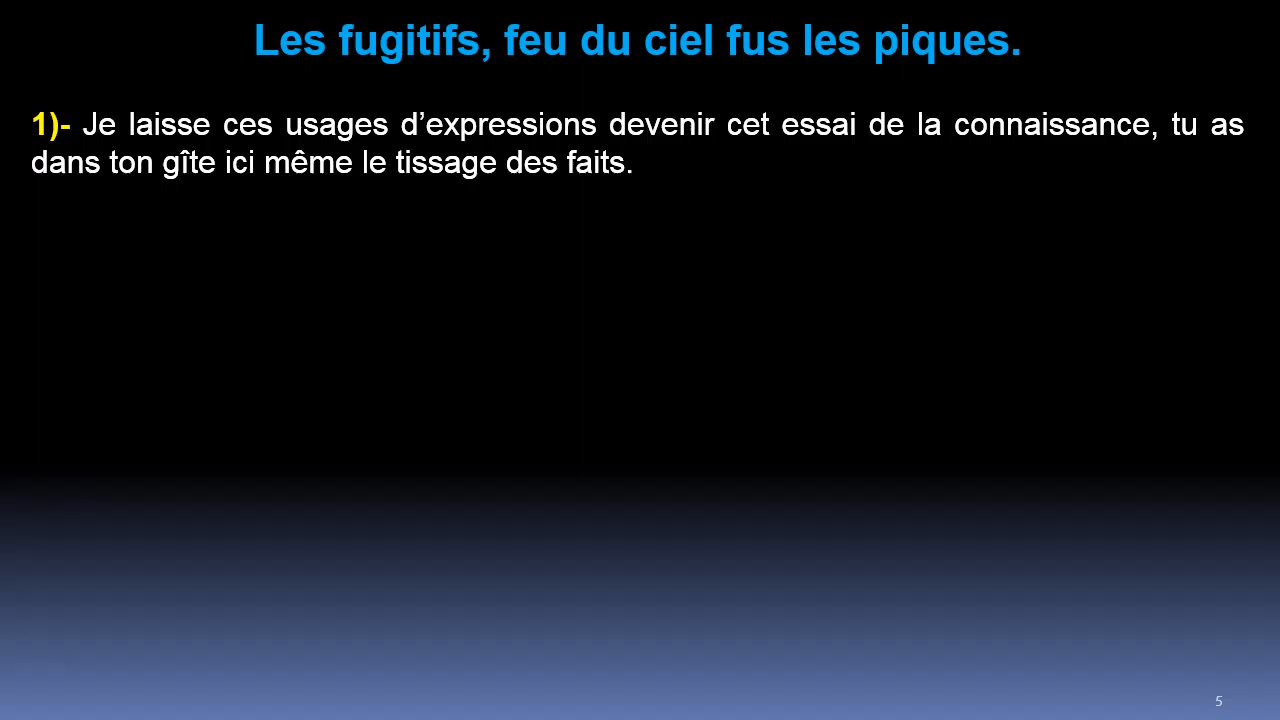 Les fugitifs, feu du ciel fus les piques.
1)- Je laisse ces usages d’expressions devenir cet essai de la connaissance, tu as
dans ton gîte ici même le tissage des faits.
5